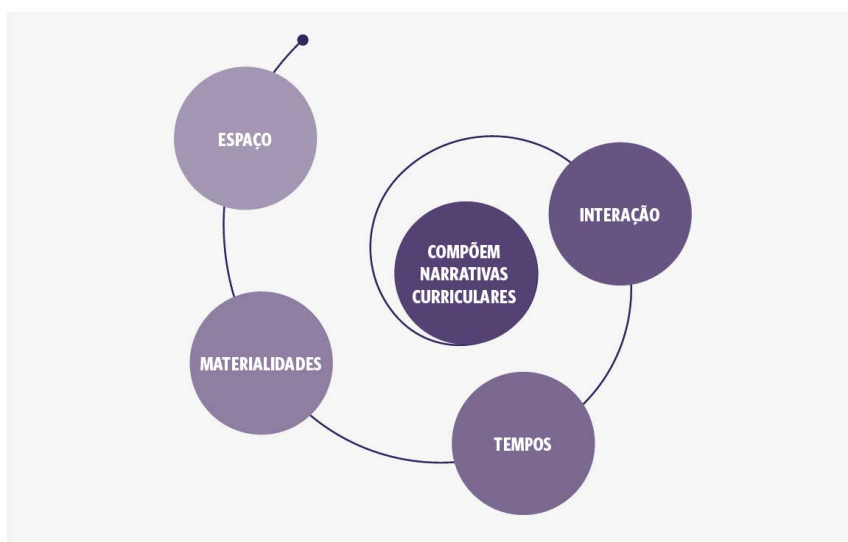 ESPAÇO
MATERIALIDADES
TEMPOS
INTERAÇÃO
COMPÕEM
NARRATIVAS
CURRICULARES